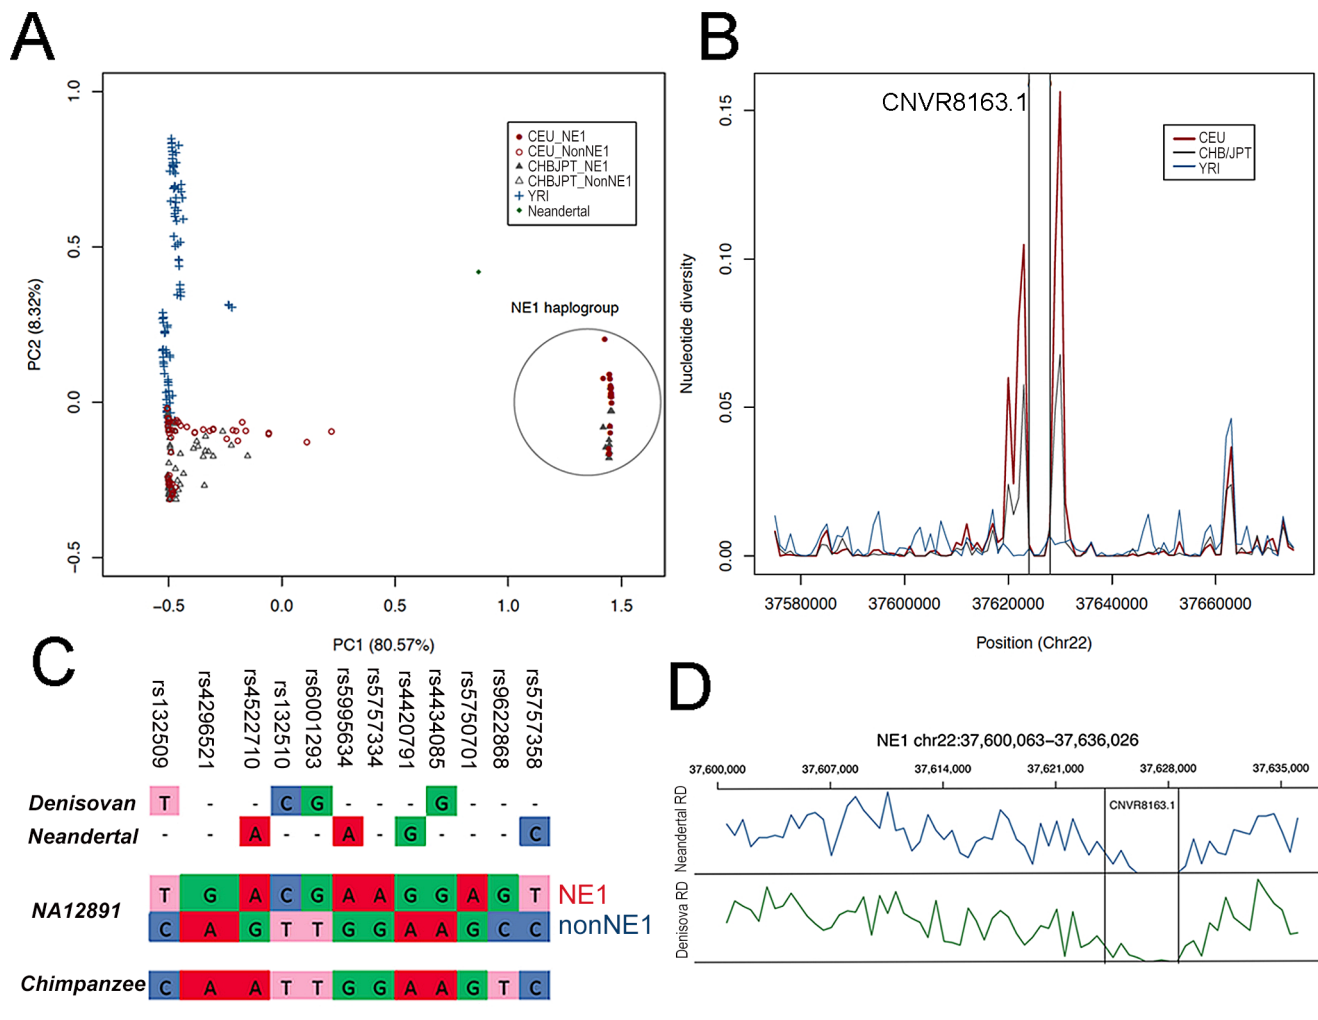 A
1.0
0.5
0.0
−0.5
PC2 (8.32%)
CEU_NE1
CEU_NonNE1
CHBJPT_NE1
CHBJPT_NonNE1
YRI
Neandertal
NE1 haplogroup
−0.5 0.0 0.5 1.0 1.5
PC1 (80.57%)
B
CNVR8163.1
0.15
0.10
0.05
0.00
Nucleotide diversity
CEU
CHB/JPT
YRI
37580000 37600000 37620000 37640000 37660000
Position (Chr22)
C
rs132509
rs4296521
rs4522710
rs132510
rs6001293
rs5995634
rs5757334
rs4420791
rs4434085
rs5750701
rs9622868
rs5757358
Denisovan T - - C G - - - G - - -
Neandertal - - A - - A - G - - - C
NA12891
T G A C G A A G G A G T NE1
C A G T T G G A A G C C nonNE1
Chimpanzee C A A T T G G A A G T C
D
NE1 chr22:37,600,063–37,636,026
37,600,000 37,607,000 37,614,000 37,621,000 37,628,000 37,635,000
Neandertal RD
CNVR8163.1
Denisova RD